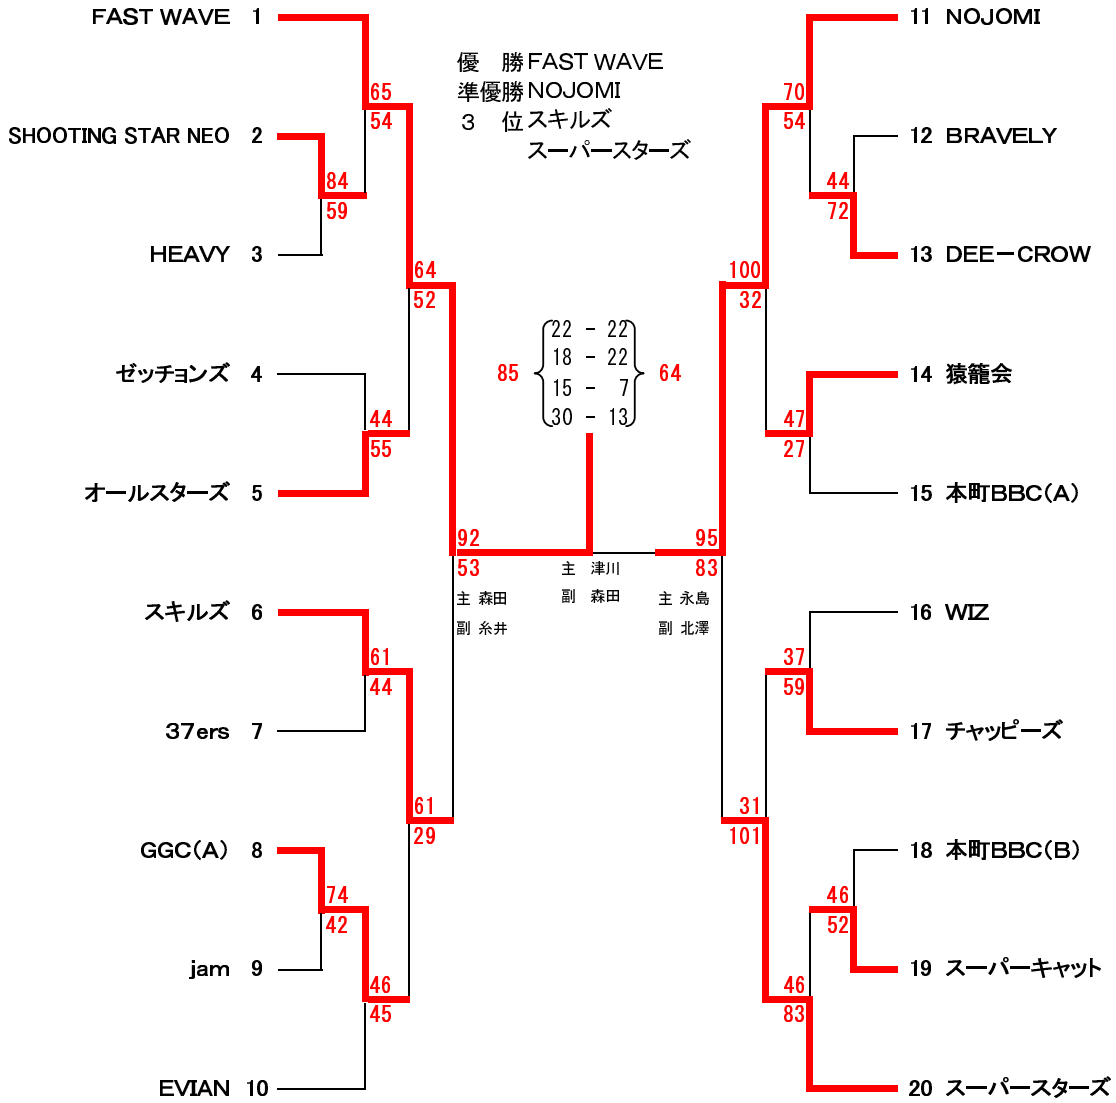 FAST WAVE 1
11 NOJOMI
優　勝 FAST WAVE
準優勝 NOJOMI
３　位 スキルズ
スーパースターズ
65
54
70
54
SHOOTING STAR NEO 2
12 BRAVELY
84
59
44
72
HEAVY 3
13 DEE－CROW
64
52
100
32
22 - 22
18 - 22
85
64
15 - 7
30 - 13
ゼッチョンズ 4
14 猿籠会
44
55
47
27
オールスターズ 5
15 本町BBC（A）
92
53
95
83
主 津川
副 森田
主 森田
副 糸井
主 永島
副 北澤
スキルズ 6
16 WIZ
61
44
37
59
37ers 7
17 チャッピーズ
61
29
31
101
GGC（A） 8
18 本町BBC（B）
74
42
46
52
jam 9
19 スーパーキャット
46
45
46
83
EVIAN 10
20 スーパースターズ